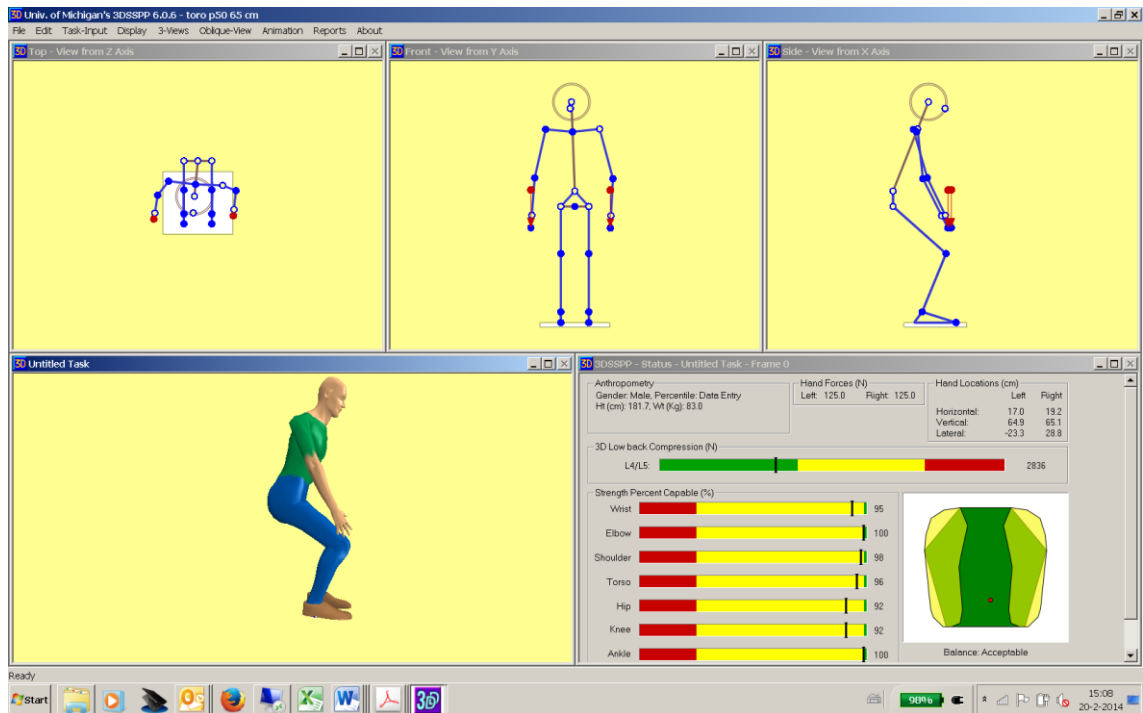 3D Univ. of Michigan's 3DSSPP 6.0.6 - toro p50 65 cm
File Edit Task-Input Display 3-Views Oblique-View Animation Reports About
3D Top - View from Z Axis
3D Front - View from Y Axis
3D Side - View from X Axis
3D Untitled Task
3D 3DSSPP - Status - Untitled Task - Frame 0
Anthropometry
Gender: Male, Percentile: Data Entry
Ht (cm): 181.7, Wt (Kg): 83.0
Hand Forces (N)
Left: 125.0 Right: 125.0
Hand Locations (cm)
Left Right
Horizontal: 17.0 19.2
Vertical: 64.9 65.1
Lateral: -23.3 28.8
3D Low back Compression (N)
L4/L5: 2836
Strength Percent Capable (%)
Wrist 95
Elbow 100
Shoulder 98
Torso 96
Hip 92
Knee 92
Ankle 100
Balance: Acceptable
Ready
Start
3D
98%
15:08
20-2-2014